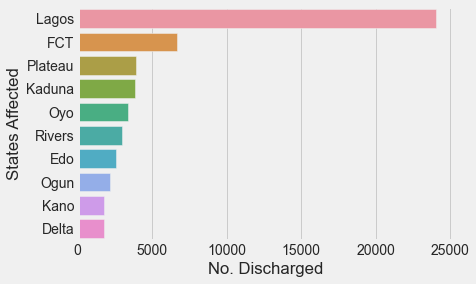 States Affected
Lagos
FCT
Plateau
Kaduna
Oyo
Rivers
Edo
Ogun
Kano
Delta
0 5000 10000 15000 20000 25000
No. Discharged